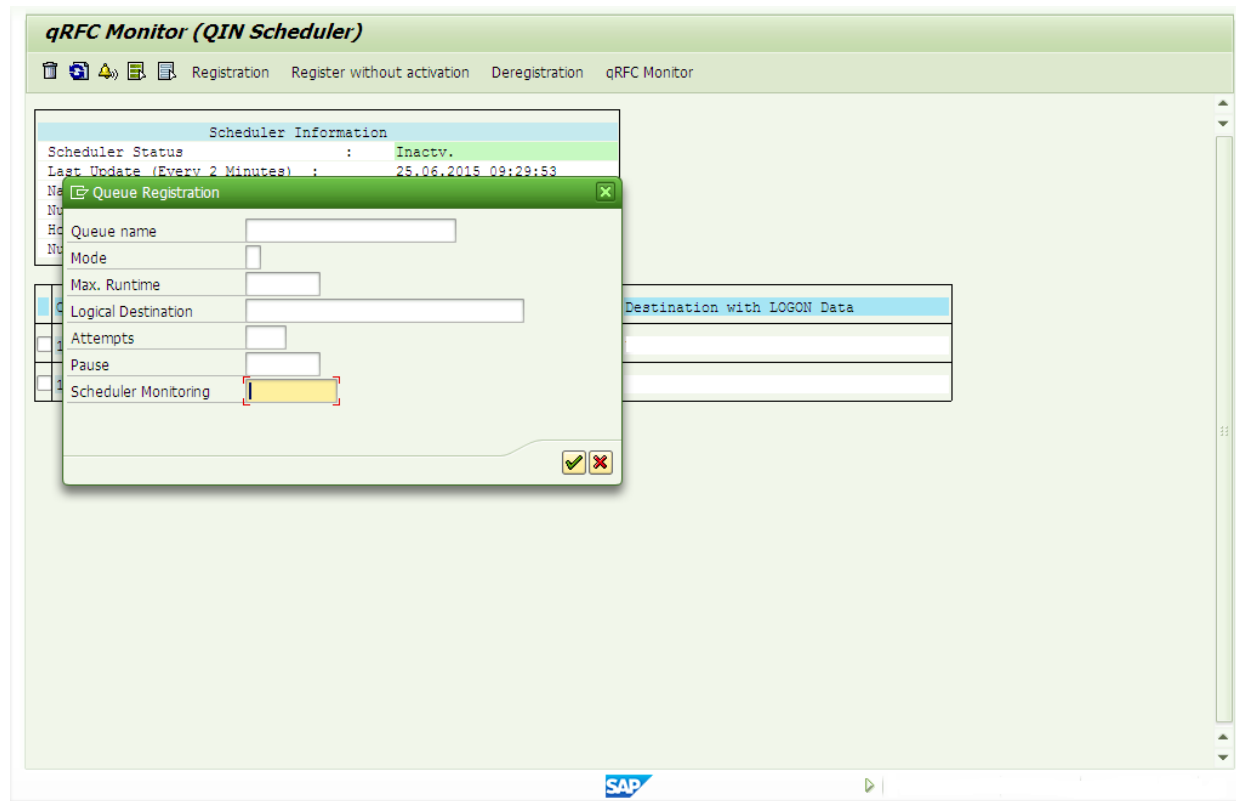 qRFC Monitor (QIN Scheduler)
Registration Register without activation Deregistration qRFC Monitor
Scheduler Information
Scheduler Status : Inactv.
Last Update (Every 2 Minutes) : 25.06.2015 09:29:53
Queue Registration
Queue name
Mode
Max. Runtime
Logical Destination
Destination with LOGON Data
Attempts
Pause
Scheduler Monitoring
SAP